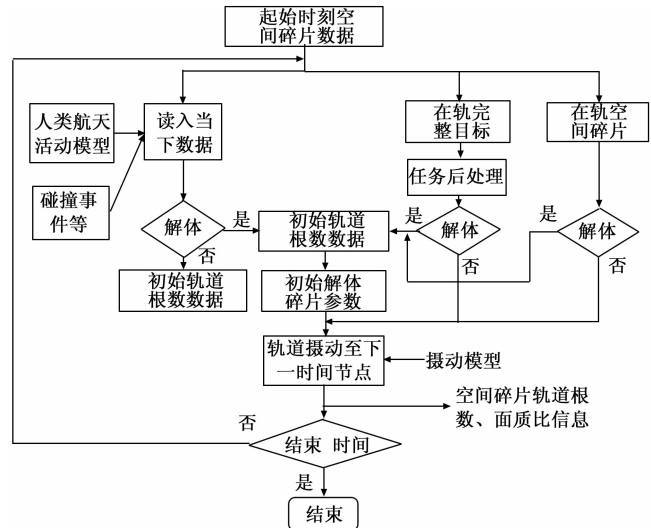 起始时刻空
间碎片数据
人类航天
活动模型
读入当
下数据
在轨完
整目标
在轨空
间碎片
任务后处理
碰撞事
件等
解体
是
否
初始轨道
根数数据
是
解体
否
是
解体
否
初始轨道
根数数据
初始解体
碎片参数
轨道摄动至下
一时间节点
摄动模型
空间碎片轨道根
数、面质比信息
否
结束 时间
是
结束